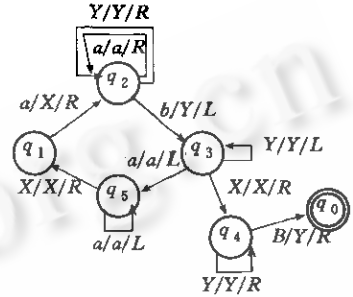 Y/Y/R
a/a/R
q2
a/X/R
b/Y/L
q1
q3
Y/Y/L
a/a/L
X/X/R
q5
X/X/R
a/a/L
q4
B/Y/R
q0
Y/Y/R